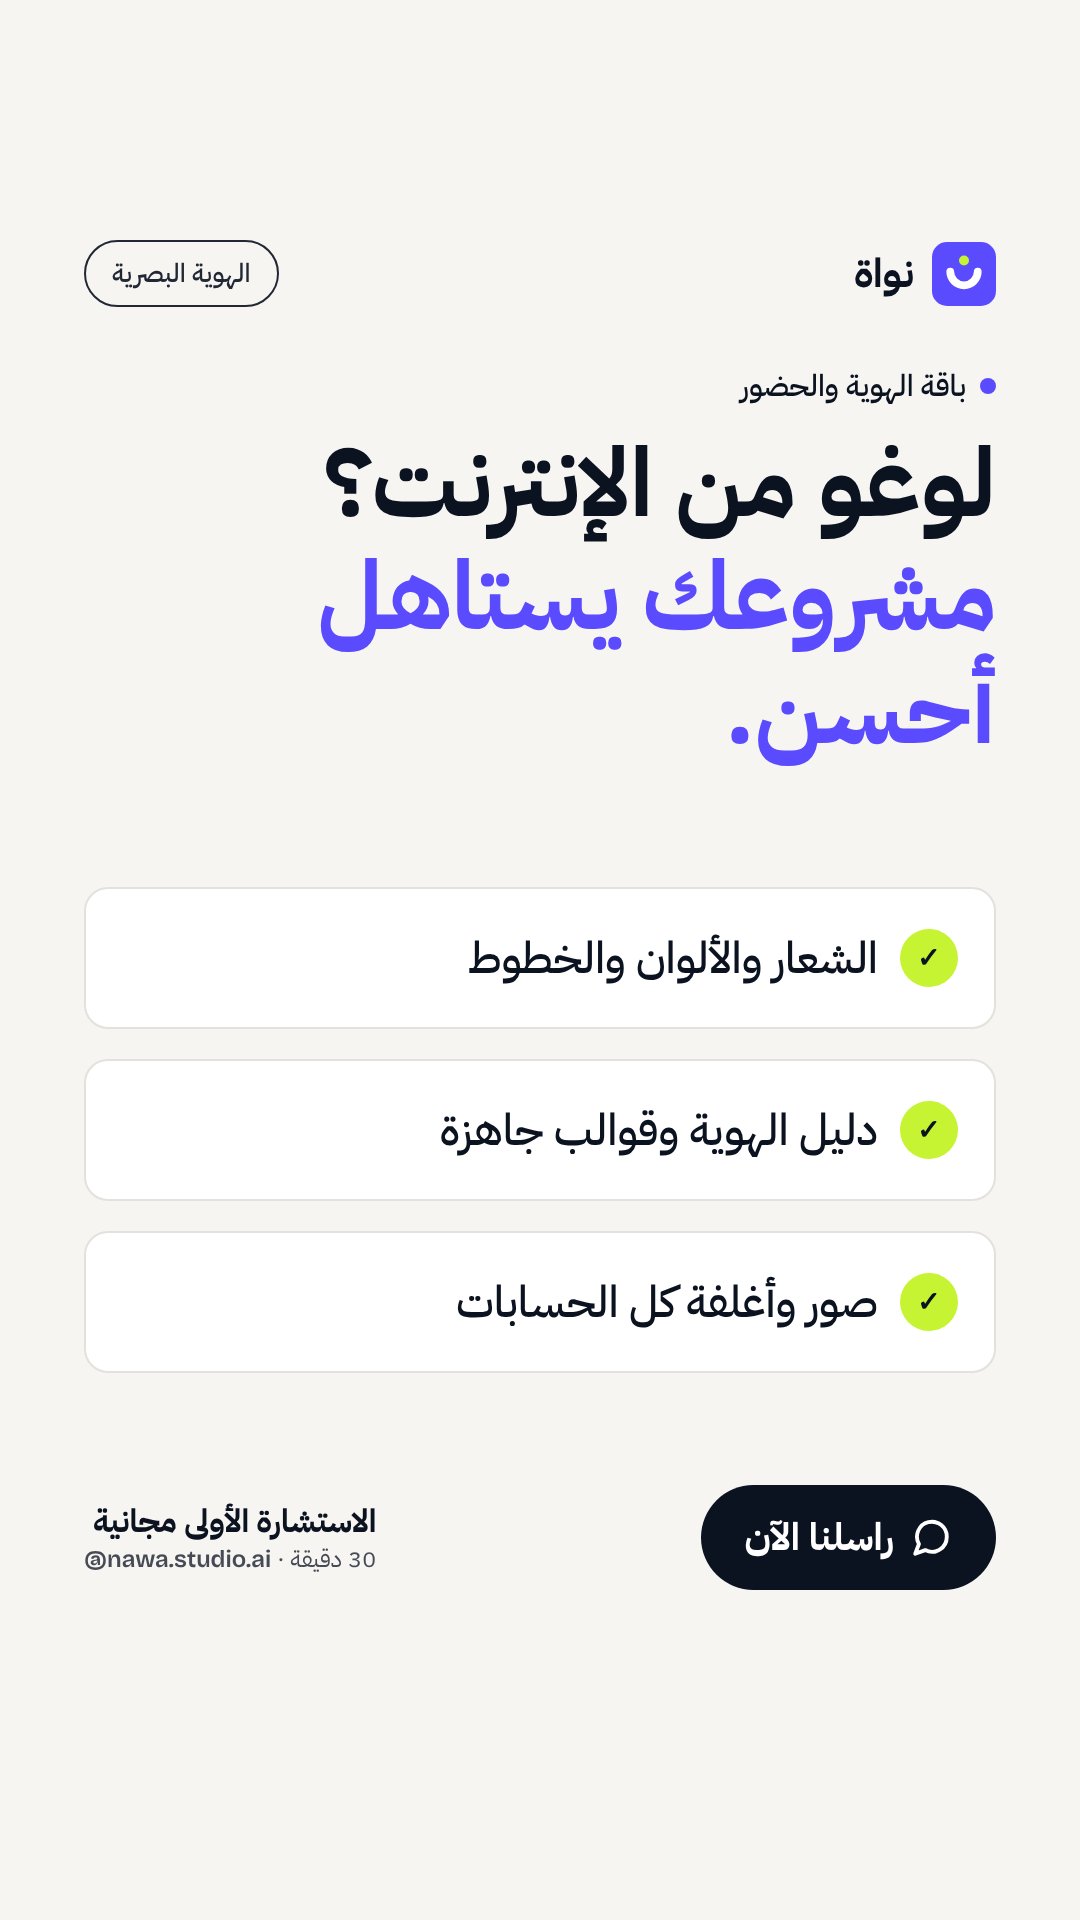 نواة
الهوية البصرية
باقة الهوية والحضور
لوغو من الإنترنت؟
مشروعك يستاهل
أحسن.
✓ الشعار والألوان والخطوط
✓ دليل الهوية وقوالب جاهزة
✓ صور وأغلفة كل الحسابات
راسلنا الآن
الاستشارة الأولى مجانية
30 دقيقة · @nawa.studio.ai